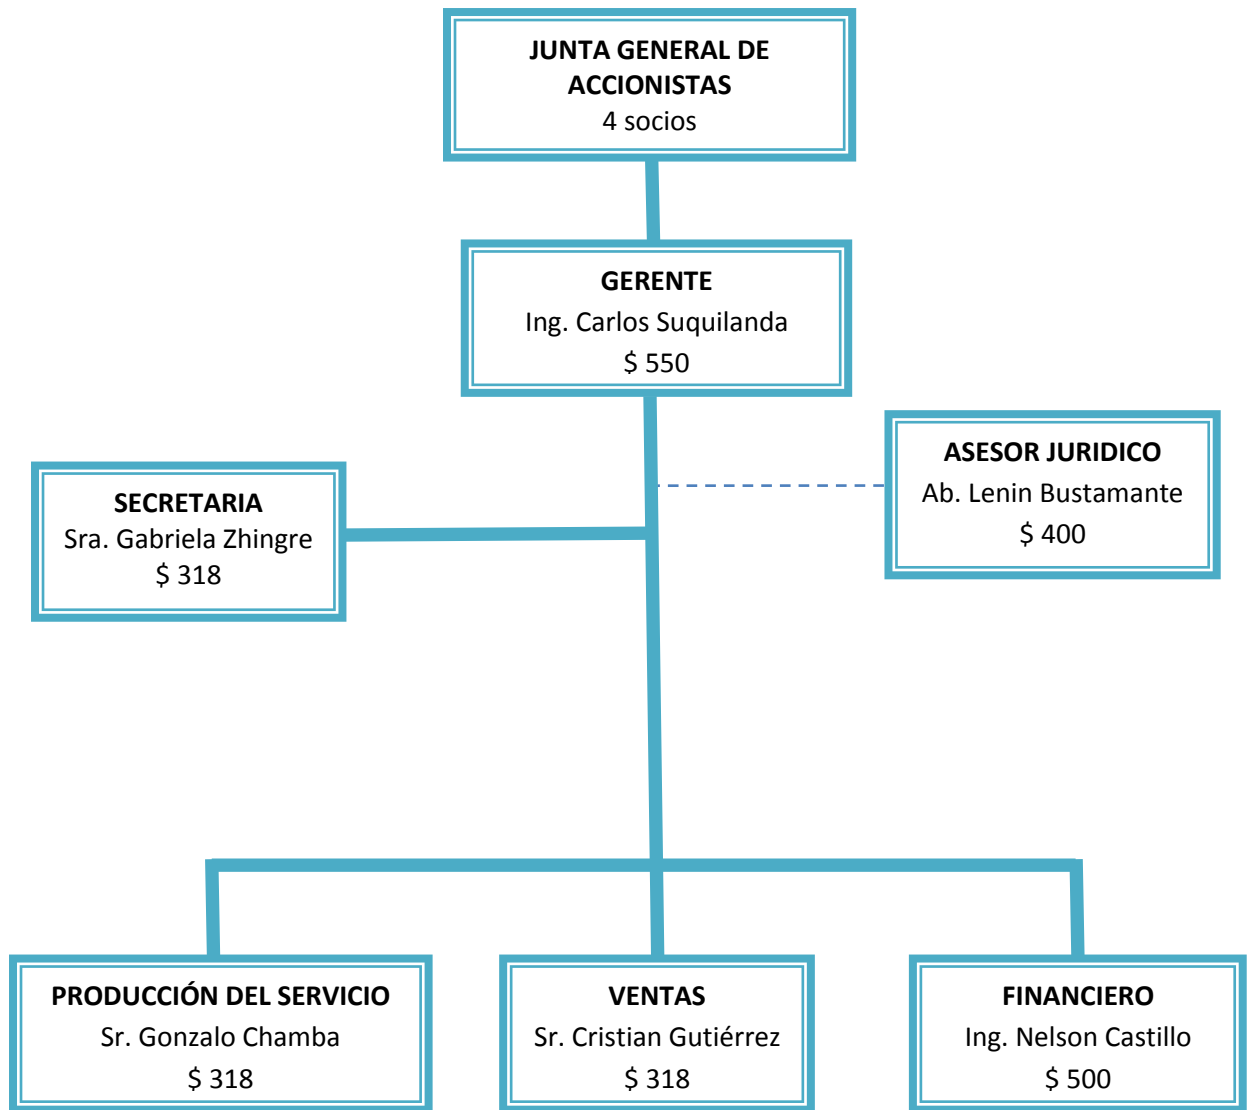 JUNTA GENERAL DE
ACCIONISTAS
4 socios
GERENTE
Ing. Carlos Suquilanda
$ 550
ASESOR JURIDICO
Ab. Lenin Bustamante
$ 400
SECRETARIA
Sra. Gabriela Zhingre
$ 318
PRODUCCIÓN DEL SERVICIO
Sr. Gonzalo Chamba
$ 318
VENTAS
Sr. Cristian Gutiérrez
$ 318
FINANCIERO
Ing. Nelson Castillo
$ 500